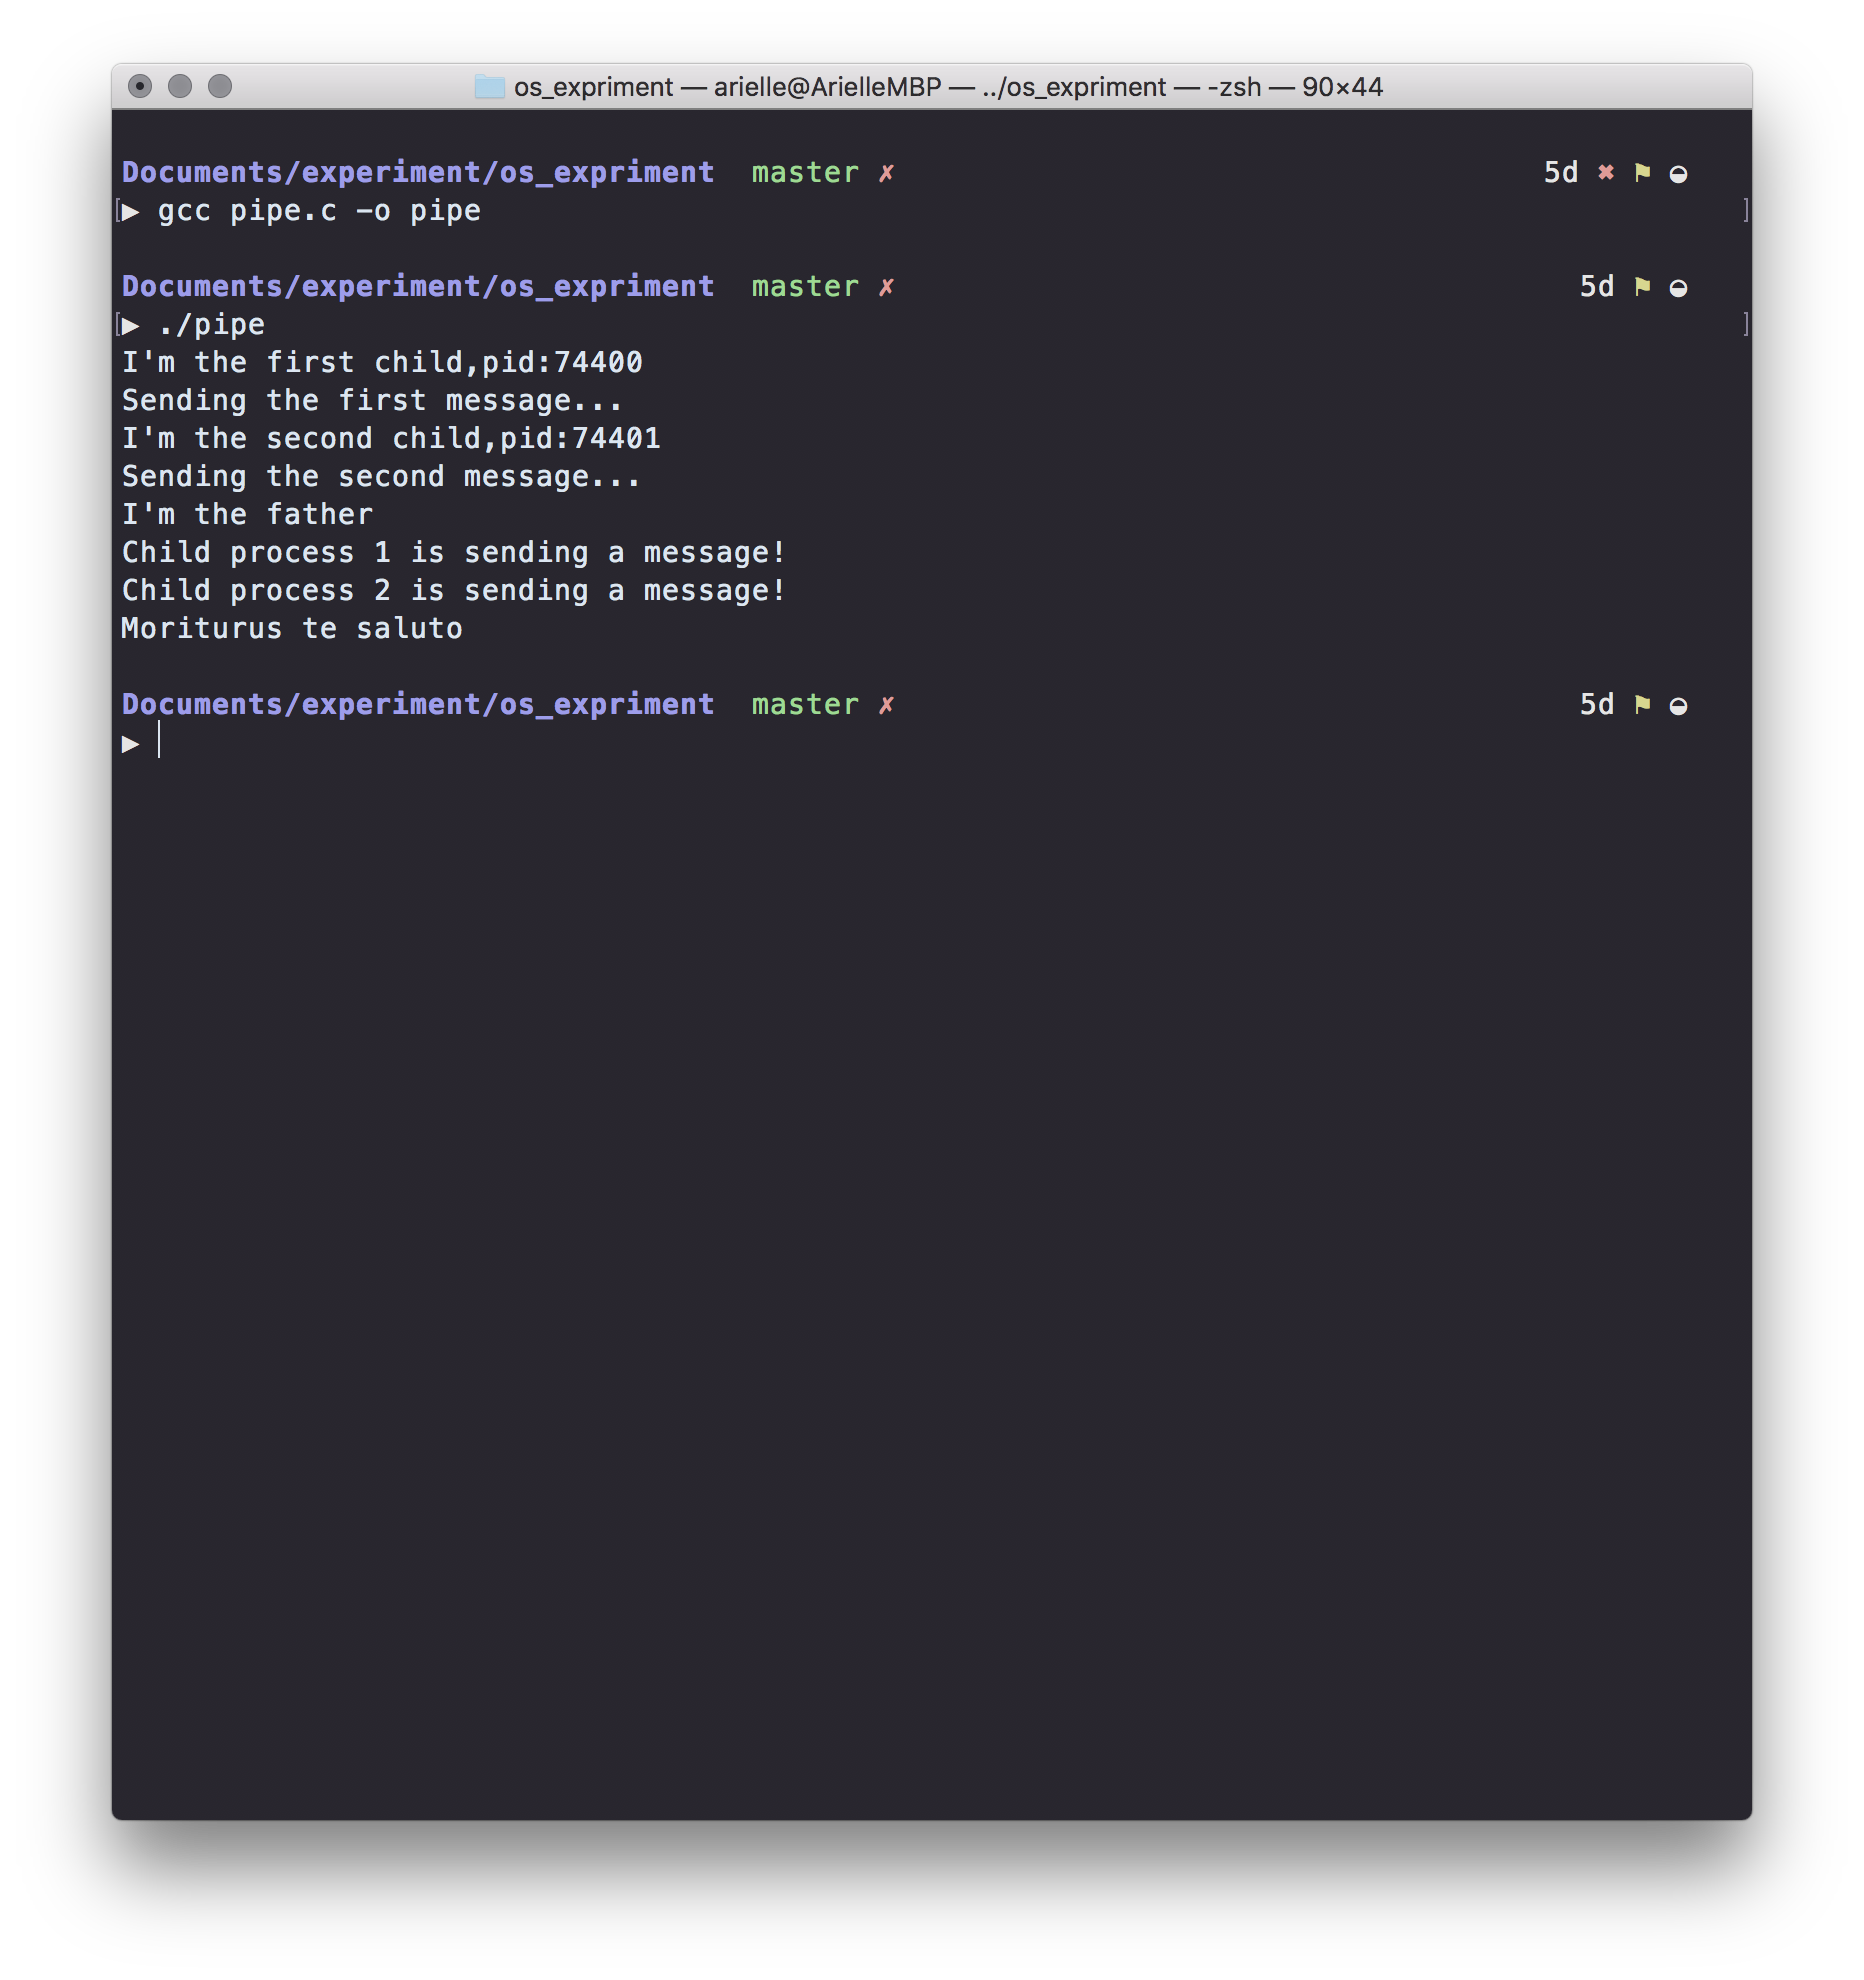 os_expriment — arielle@ArielleMBP — ../os_expriment — -zsh — 90×44
Documents/experiment/os_expriment  master ✗ 5d ✖ ⚑ ◒
[▶ gcc pipe.c -o pipe ]
Documents/experiment/os_expriment  master ✗ 5d ⚑ ◒
[▶ ./pipe ]
I'm the first child,pid:74400
Sending the first message...
I'm the second child,pid:74401
Sending the second message...
I'm the father
Child process 1 is sending a message!
Child process 2 is sending a message!
Moriturus te saluto
Documents/experiment/os_expriment  master ✗ 5d ⚑ ◒
▶